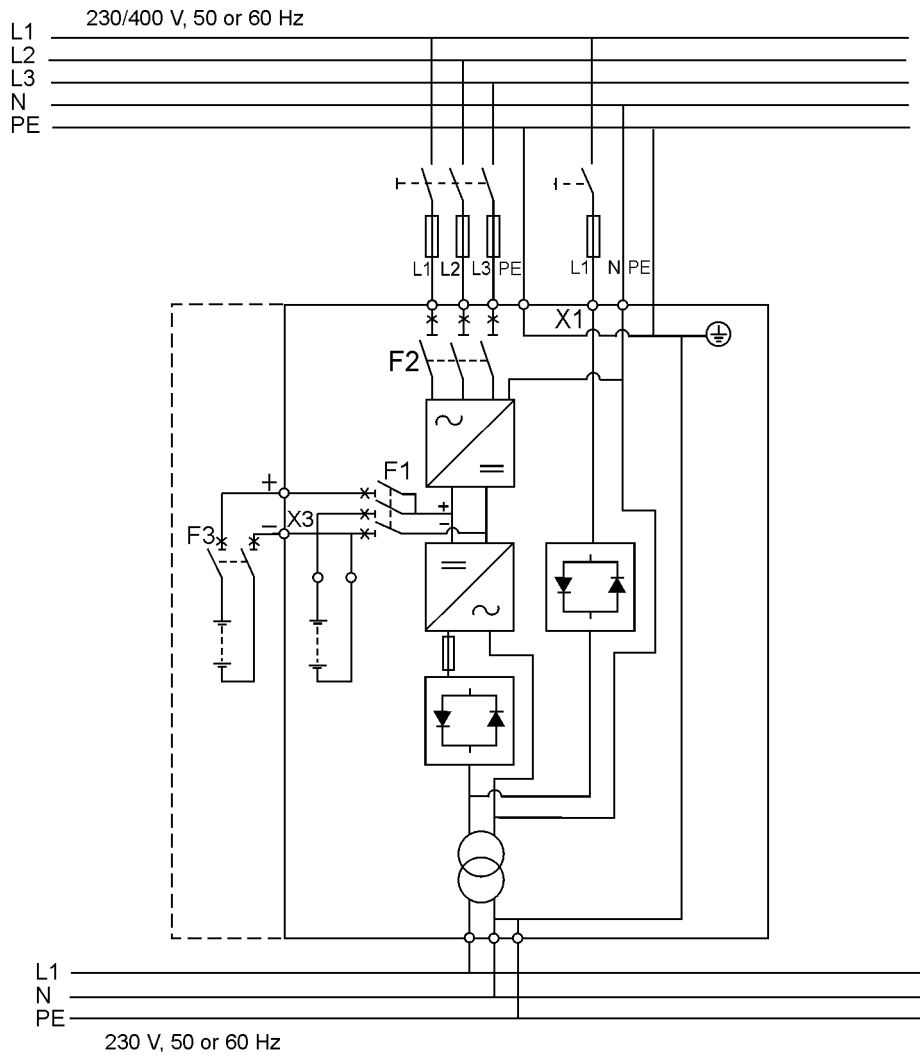 230/400 V, 50 or 60 Hz
L1
L2
L3
N
PE
L1 L2 L3 PE L1 N PE
X1
F2
F1
+ +
X3 −
− 
F3
L1
N
PE
230 V, 50 or 60 Hz